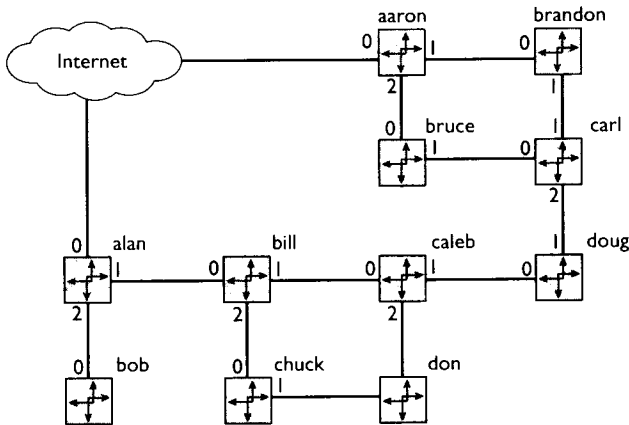 aaron brandon
0 1 0
Internet
2 1
0 bruce 1 carl
1 0
2
0 alan bill caleb 1 doug
1 0 1 0 1 0
2 2 2
0 bob 0 chuck don
1